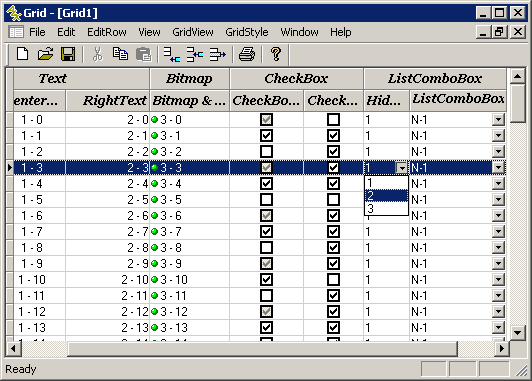 Grid - [Grid1]
File Edit EditRow View GridView GridStyle Window Help
Text Bitmap CheckBox ListComboBox
enter... RightText Bitmap & ... CheckBo... Check... Hid... ListComboBox
1 - 0 2 - 0 3 - 0 1 N-1
1 - 1 2 - 1 3 - 1 1 N-1
1 - 2 2 - 2 3 - 2 1 N-1
1 - 3 2 - 3 3 - 3 1 N-1
1 - 4 2 - 4 3 - 4 1 N-1
1 - 5 2 - 5 3 - 5 2 N-1
1 - 6 2 - 6 3 - 6 3 N-1
1 - 7 2 - 7 3 - 7 1 N-1
1 - 8 2 - 8 3 - 8 1 N-1
1 - 9 2 - 9 3 - 9 1 N-1
1 - 10 2 - 10 3 - 10 1 N-1
1 - 11 2 - 11 3 - 11 1 N-1
1 - 12 2 - 12 3 - 12 1 N-1
1 - 13 2 - 13 3 - 13 1 N-1
Ready